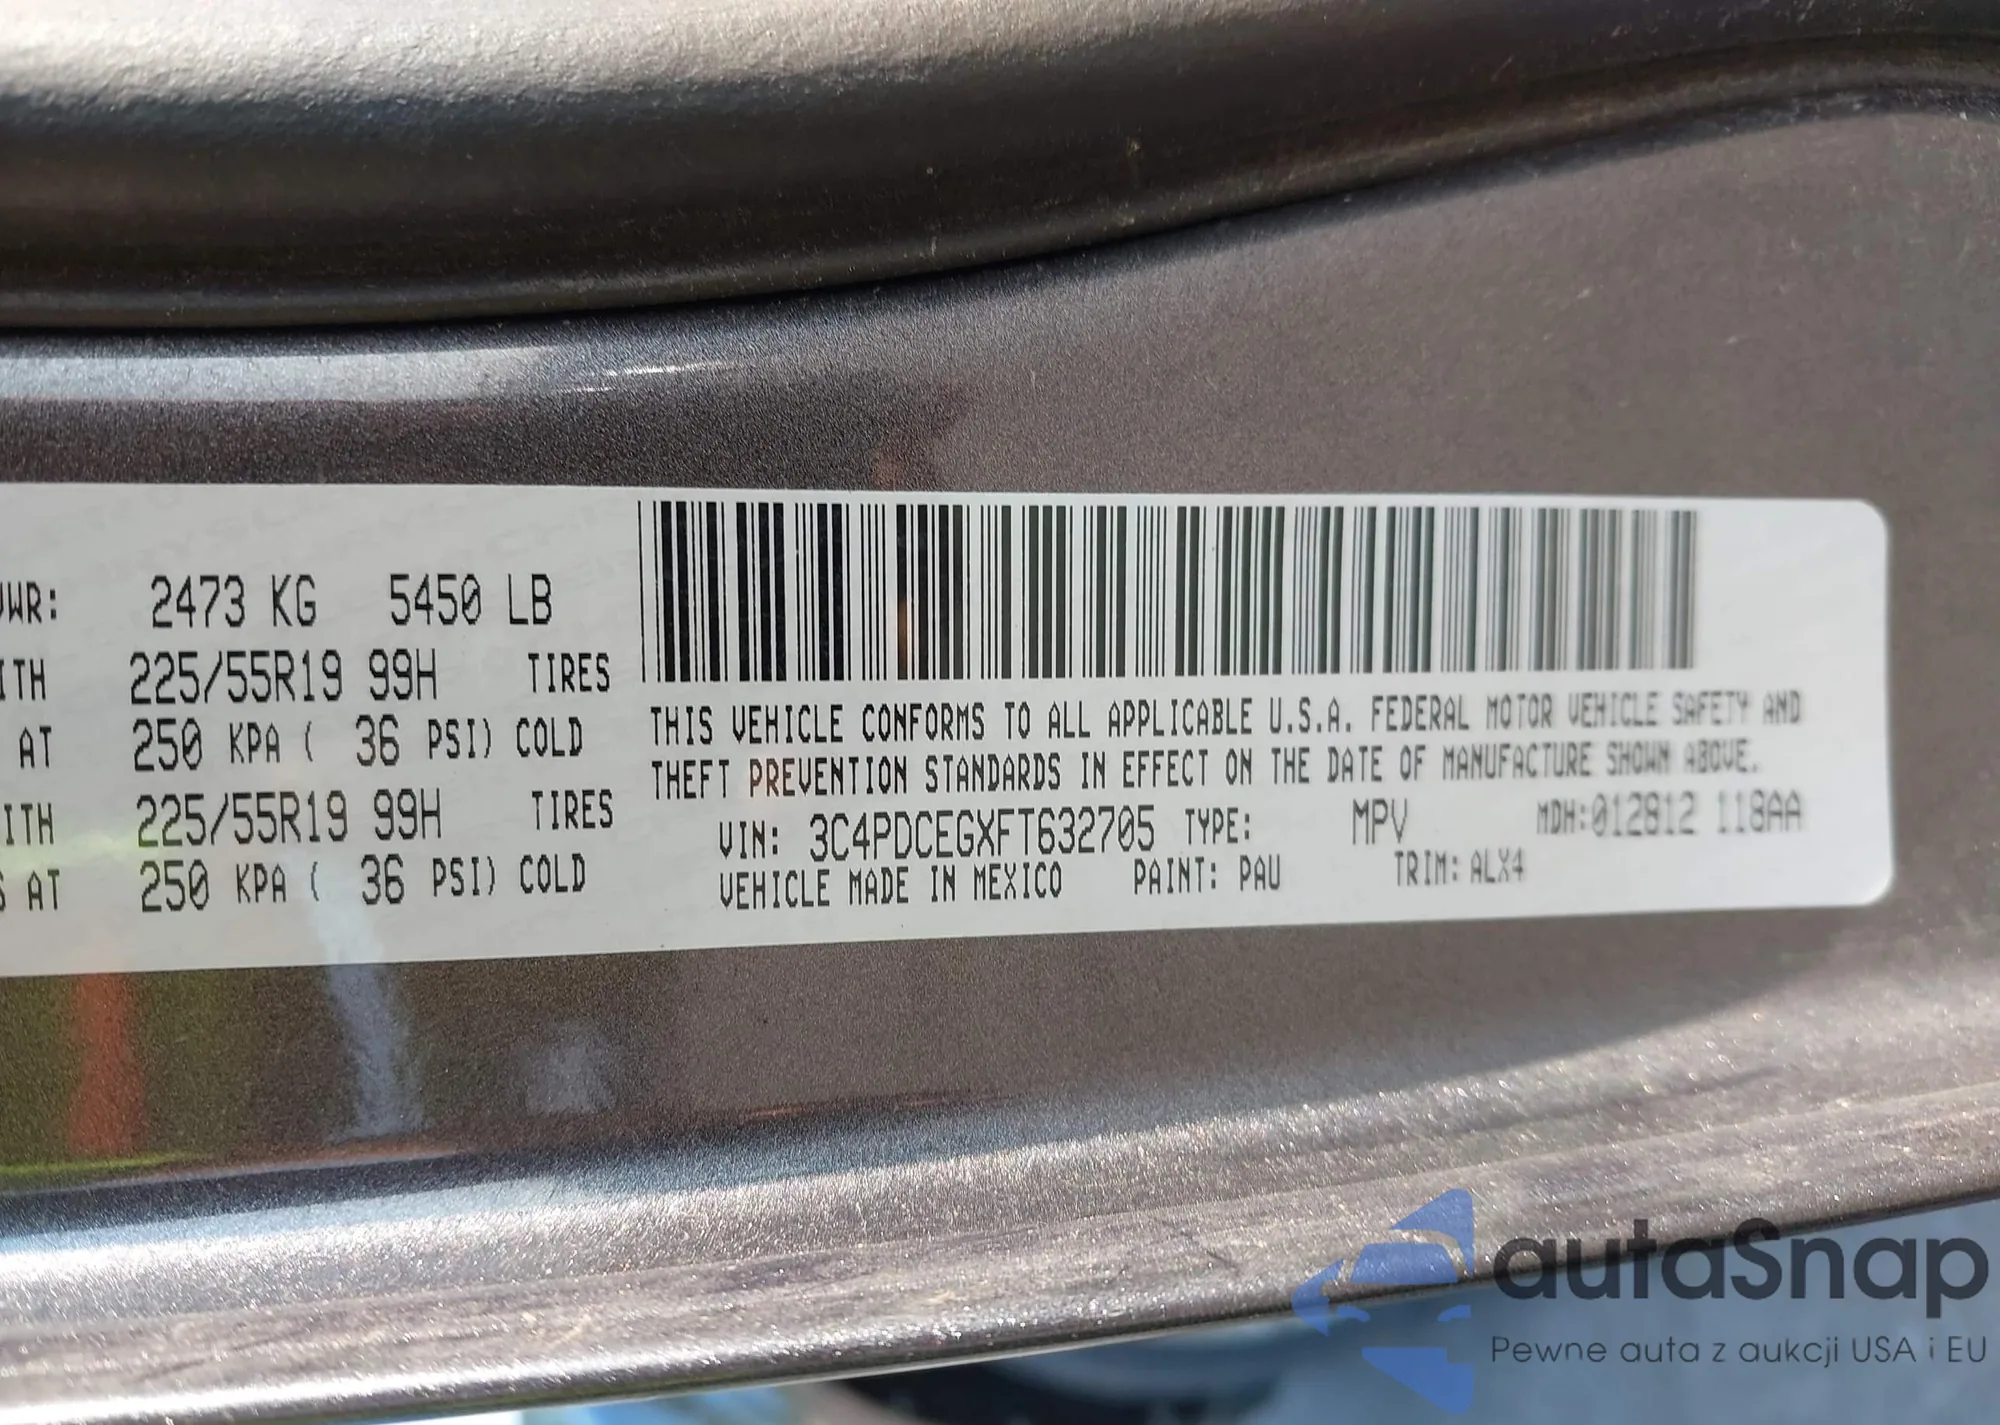 VWR: 2473 KG 5450 LB
ITH 225/55R19 99H TIRES
AT 250 KPA ( 36 PSI) COLD
ITH 225/55R19 99H TIRES
S AT 250 KPA ( 36 PSI) COLD
THIS VEHICLE CONFORMS TO ALL APPLICABLE U.S.A. FEDERAL MOTOR VEHICLE SAFETY AND
THEFT PREVENTION STANDARDS IN EFFECT ON THE DATE OF MANUFACTURE SHOWN ABOVE.
VIN: 3C4PDCEGXFT632705 TYPE: MPV MDH:012812 118AA
VEHICLE MADE IN MEXICO PAINT: PAU TRIM: ALX4
autaSnap
Pewne auta z aukcji USA i EU